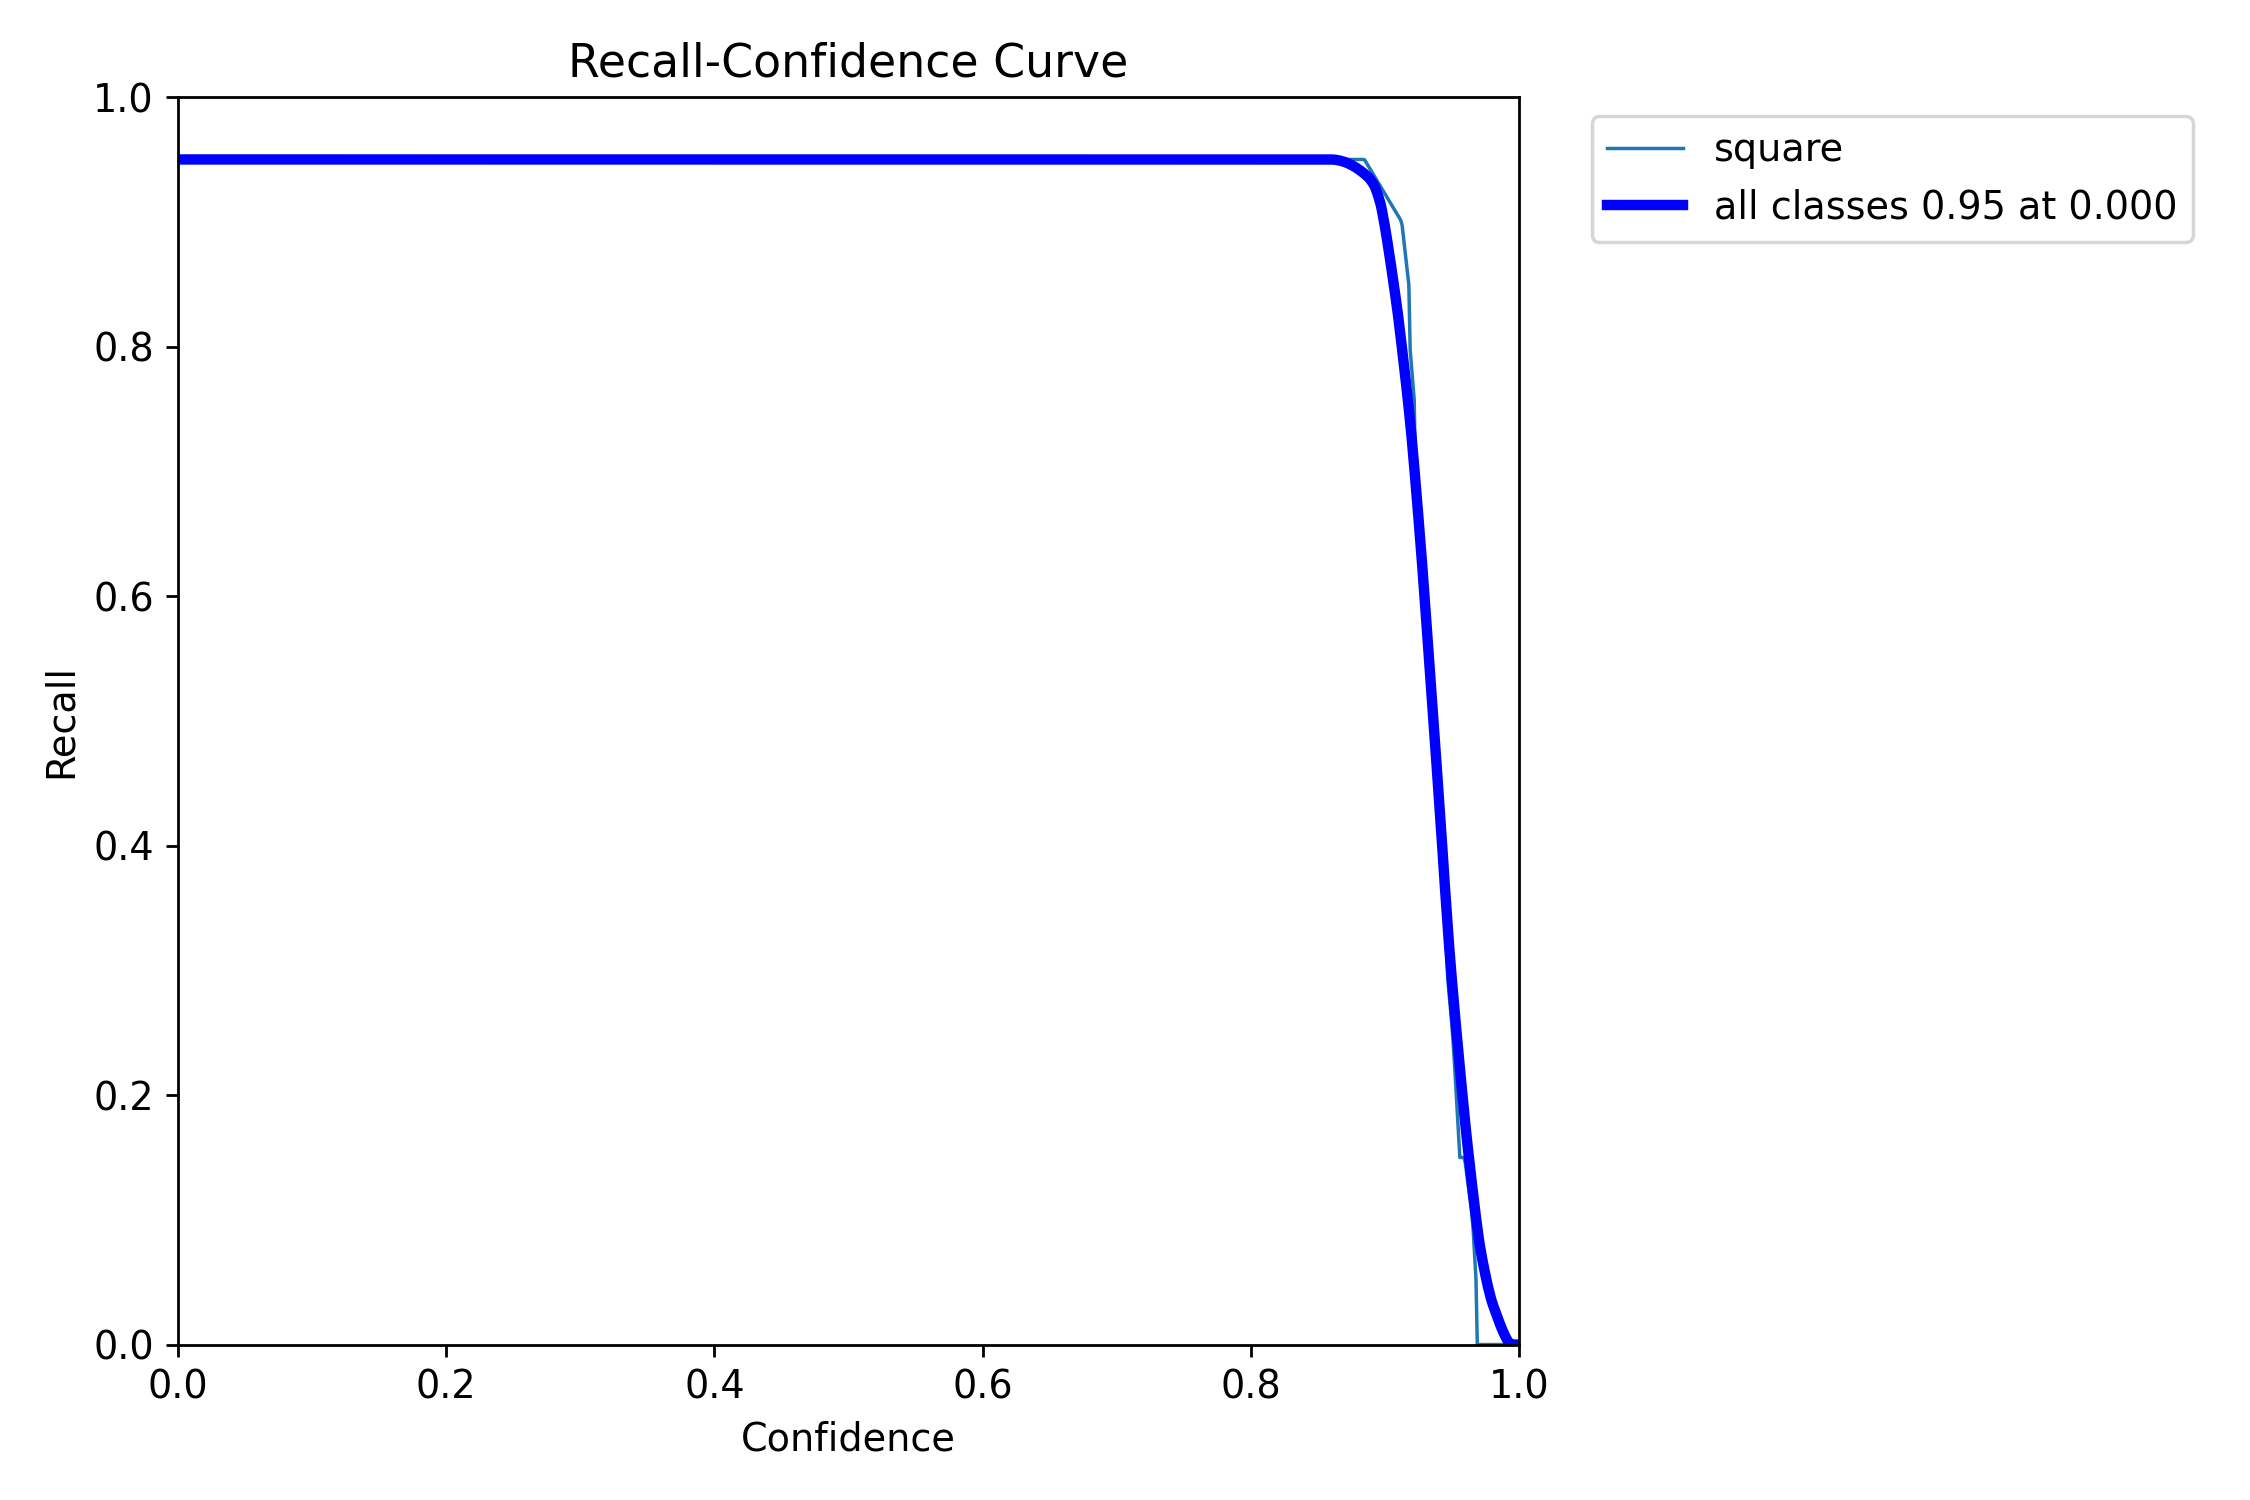 Recall-Confidence Curve
1.0
0.8
0.6
0.4
0.2
0.0
Recall
0.0 0.2 0.4 0.6 0.8 1.0
Confidence
square
all classes 0.95 at 0.000